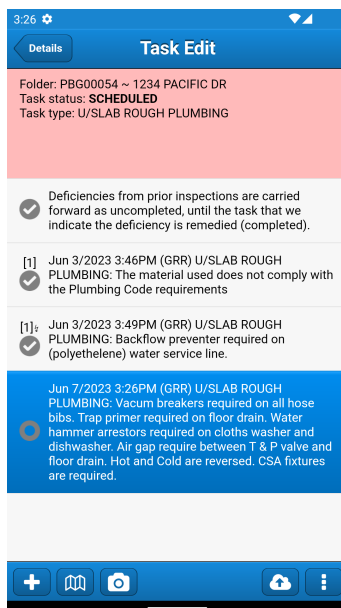 3:26
Details
Task Edit
Folder: PBG00054 ~ 1234 PACIFIC DR
Task status: SCHEDULED
Task type: U/SLAB ROUGH PLUMBING
Deficiencies from prior inspections are carried
forward as uncompleted, until the task that we
indicate the deficiency is remedied (completed).
[1]
Jun 3/2023 3:46PM (GRR) U/SLAB ROUGH
PLUMBING: The material used does not comply with
the Plumbing Code requirements
[1]
Jun 3/2023 3:49PM (GRR) U/SLAB ROUGH
PLUMBING: Backflow preventer required on
(polyethelene) water service line.
Jun 7/2023 3:26PM (GRR) U/SLAB ROUGH
PLUMBING: Vacum breakers required on all hose
bibs. Trap primer required on floor drain. Water
hammer arrestors required on cloths washer and
dishwasher. Air gap require between T & P valve and
floor drain. Hot and Cold are reversed. CSA fixtures
are required.